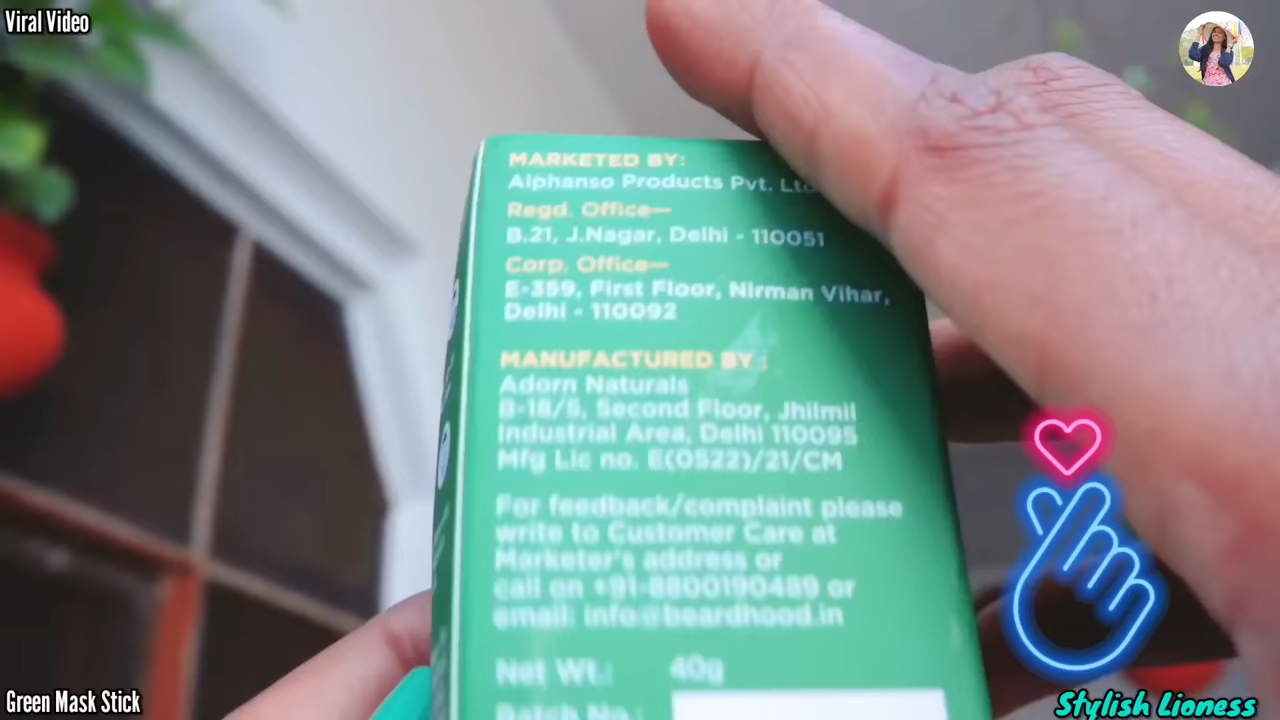 Viral Video
MARKETED BY:
Alphanso Products Pvt. Ltd
Regd. Office—
B.21, J.Nagar, Delhi - 110051
Corp. Office—
E-359, First Floor, Nirman Vihar,
Delhi - 110092
MANUFACTURED BY :
Adorn Naturals
B-18/5, Second Floor, Jhilmil
Industrial Area, Delhi 110095
Mfg Lic no. E(0522)/21/CM
For feedback/complaint please
write to Customer Care at
Marketer's address or
call on +91-8800190489 or
email: info@beardhood.in
Net Wt.: 40g
Batch No.:
Green Mask Stick
Stylish Lioness